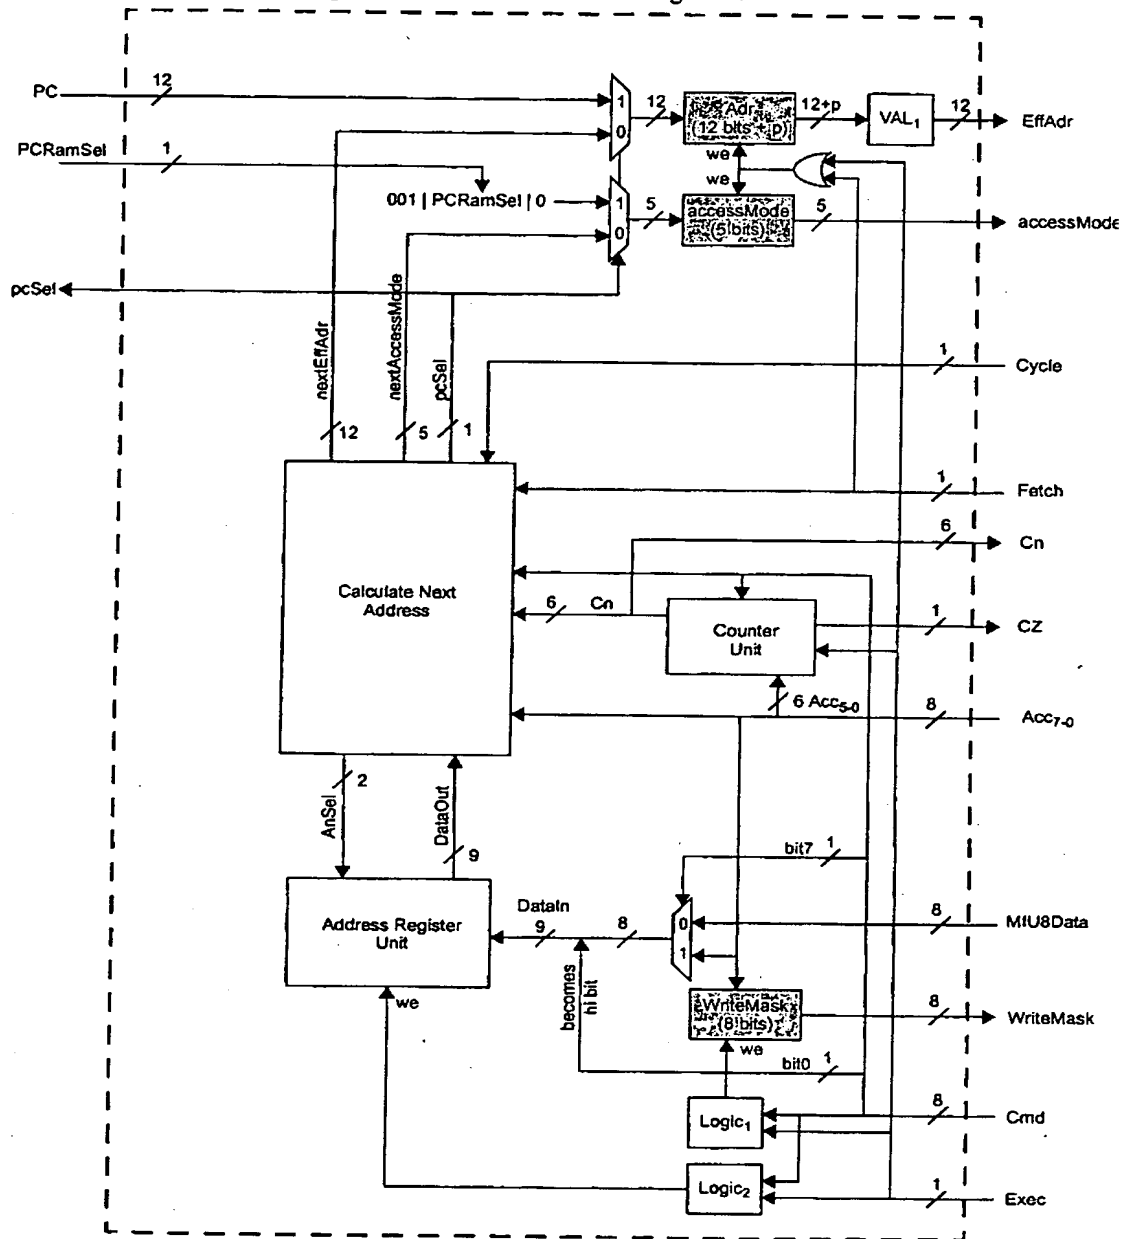 PC
12
1
0
12
Adr
(12 bits + p)
12+p
VAL1
12
EffAdr
PCRamSel
1
we
we
001 | PCRamSel | 0
1
0
5
accessMode
(5 bits)
5
accessMode
pcSel
nextEffAdr
nextAccessMode
pcSel
12
5
1
1
Cycle
1
Fetch
6
Cn
Calculate Next
Address
6
Cn
Counter
Unit
1
CZ
6 Acc5-0
8
Acc7-0
2
AnSel
DataOut
9
bit7
1
Address Register
Unit
DataIn
9
8
0
1
8
MIU8Data
becomes
hi bit
we
WriteMask
(8 bits)
8
WriteMask
we
bit0
1
Logic1
8
Cmd
Logic2
1
Exec